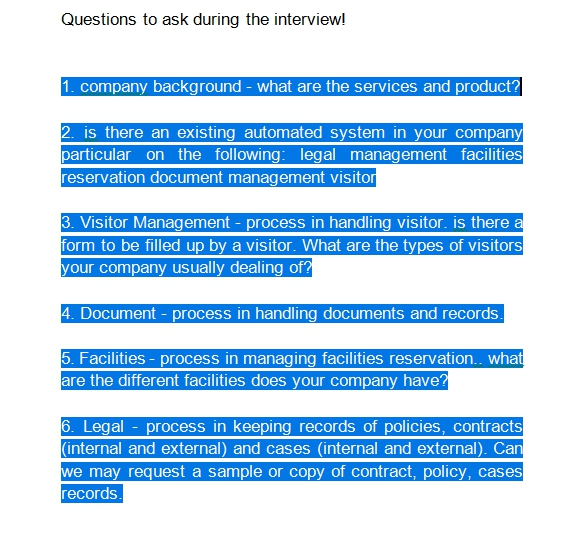 Questions to ask during the interview!
1. company background - what are the services and product?
2. is there an existing automated system in your company
particular on the following: legal management facilities
reservation document management visitor
3. Visitor Management - process in handling visitor. is there a
form to be filled up by a visitor. What are the types of visitors
your company usually dealing of?
4. Document - process in handling documents and records.
5. Facilities - process in managing facilities reservation.. what
are the different facilities does your company have?
6. Legal - process in keeping records of policies, contracts
(internal and external) and cases (internal and external). Can
we may request a sample or copy of contract, policy, cases
records.